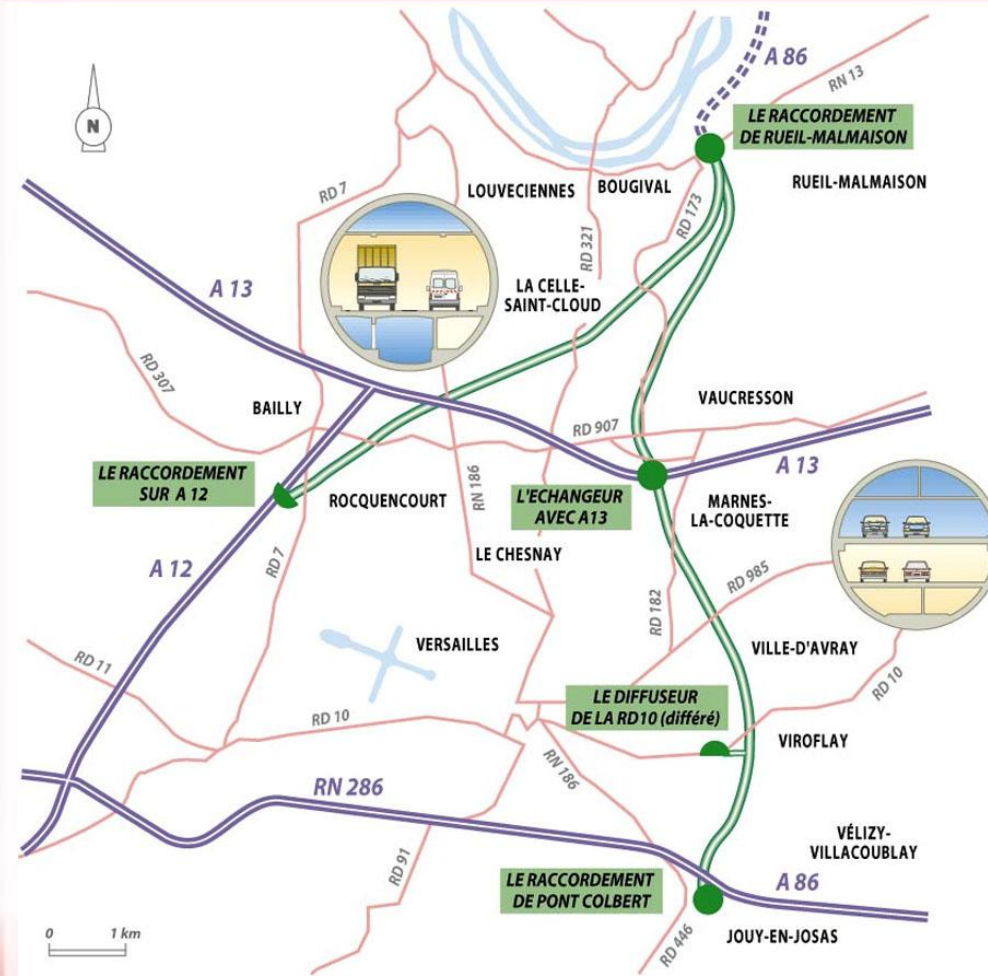 A 86
RN 13
LE RACCORDEMENT
DE RUEIL-MALMAISON
N
RUEIL-MALMAISON
RD 7
LOUVECIENNES
BOUGIVAL
RD 173
RD 321
A 13
LA CELLE-
SAINT-CLOUD
RD 307
BAILLY
VAUCRESSON
RD 907
A 13
LE RACCORDEMENT
SUR A 12
ROCQUENCOURT
RN 186
L'ECHANGEUR
AVEC A13
MARNES-
LA-COQUETTE
A 12
RD 7
LE CHESNAY
RD 985
RD 182
VERSAILLES
VILLE-D'AVRAY
RD 11
RD 10
LE DIFFUSEUR
DE LA RD10 (différé)
RD 10
VIROFLAY
RN 186
RN 286
VÉLIZY-
VILLACOUBLAY
RD 91
LE RACCORDEMENT
DE PONT COLBERT
A 86
0 1 km
RD 446
JOUY-EN-JOSAS